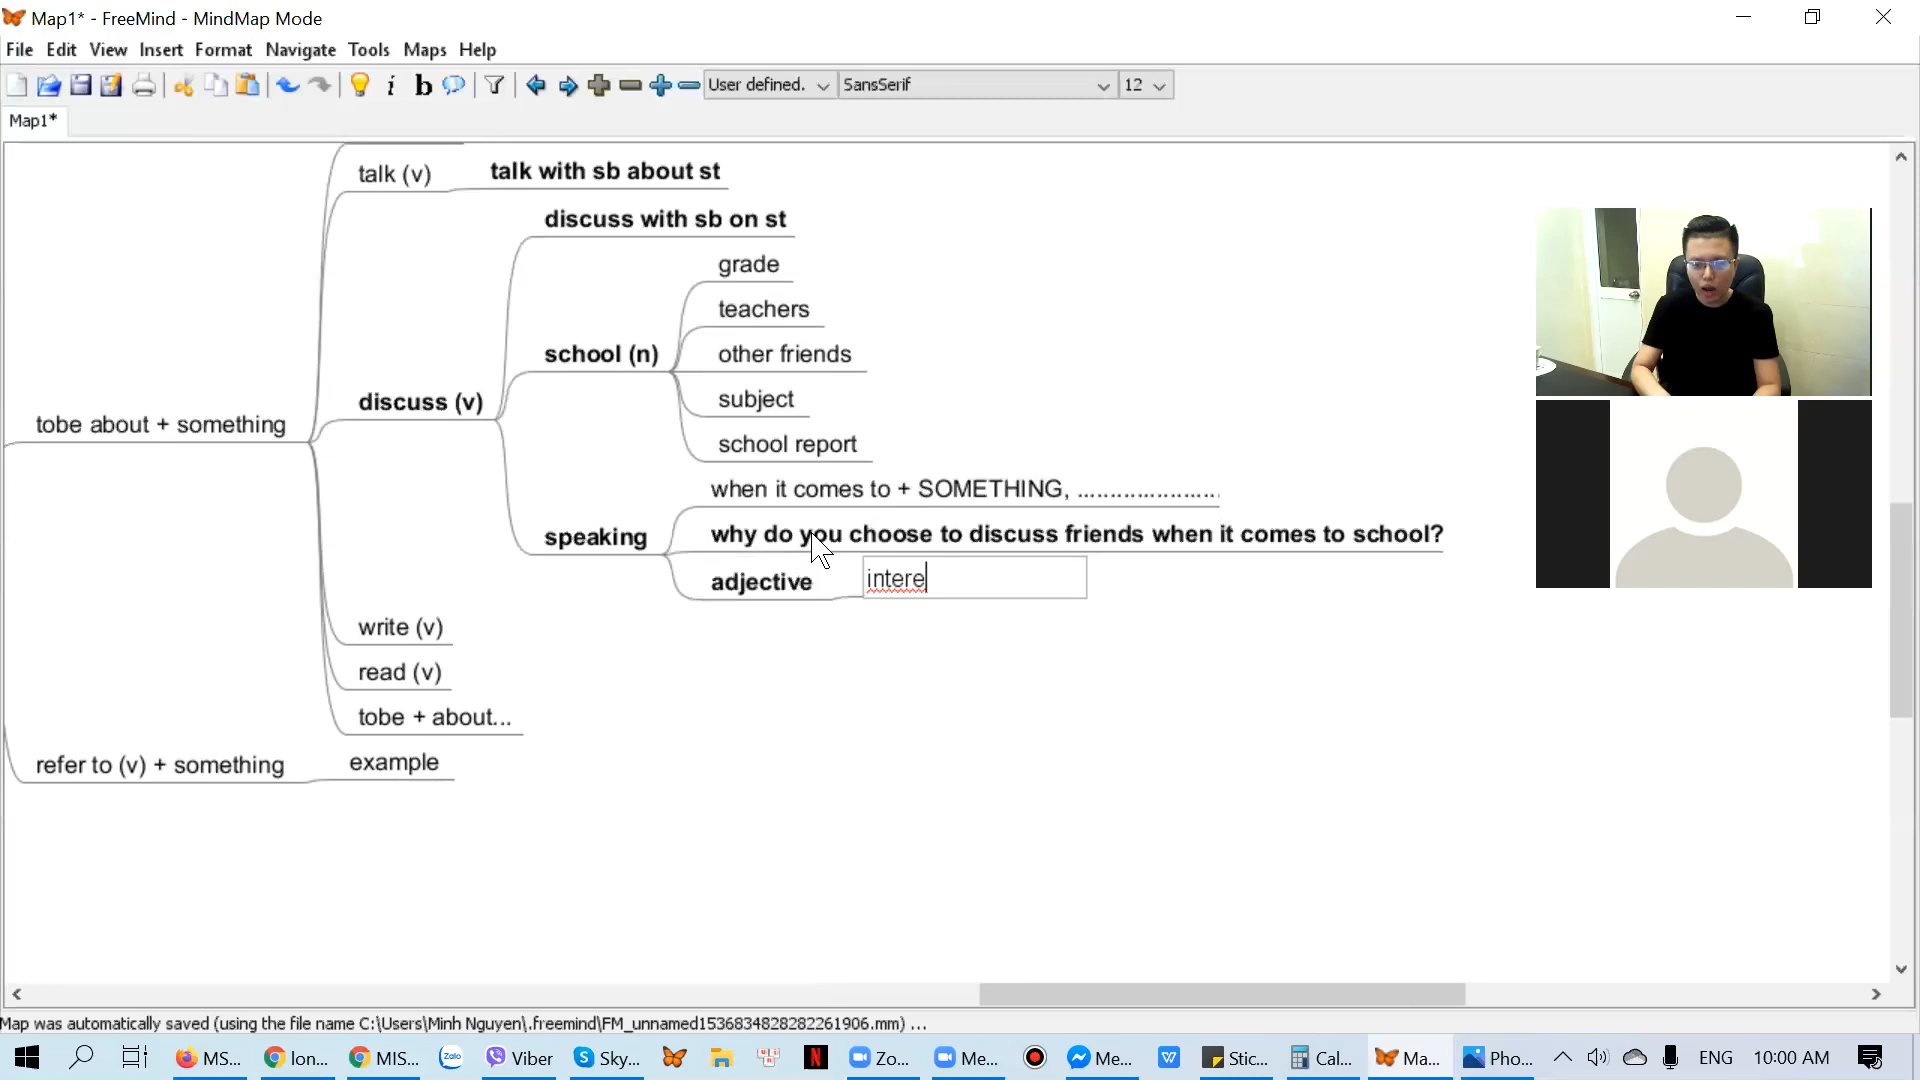 Map1* - FreeMind - MindMap Mode
File Edit View Insert Format Navigate Tools Maps Help
User defined. SansSerif 12
Map1*
talk (v) talk with sb about st
discuss with sb on st
grade
teachers
school (n) other friends
subject
discuss (v)
school report
tobe about + something
when it comes to + SOMETHING, ......................
speaking why do you choose to discuss friends when it comes to school?
adjective intere
write (v)
read (v)
tobe + about...
refer to (v) + something example
Map was automatically saved (using the file name C:\Users\Minh Nguyen\.freemind\FM_unnamed1536834828282261906.mm) ...
MS... lon... MIS... Zalo Viber Sky... Zo... Me... Me... Stic... Cal... Ma... Pho... ENG 10:00 AM